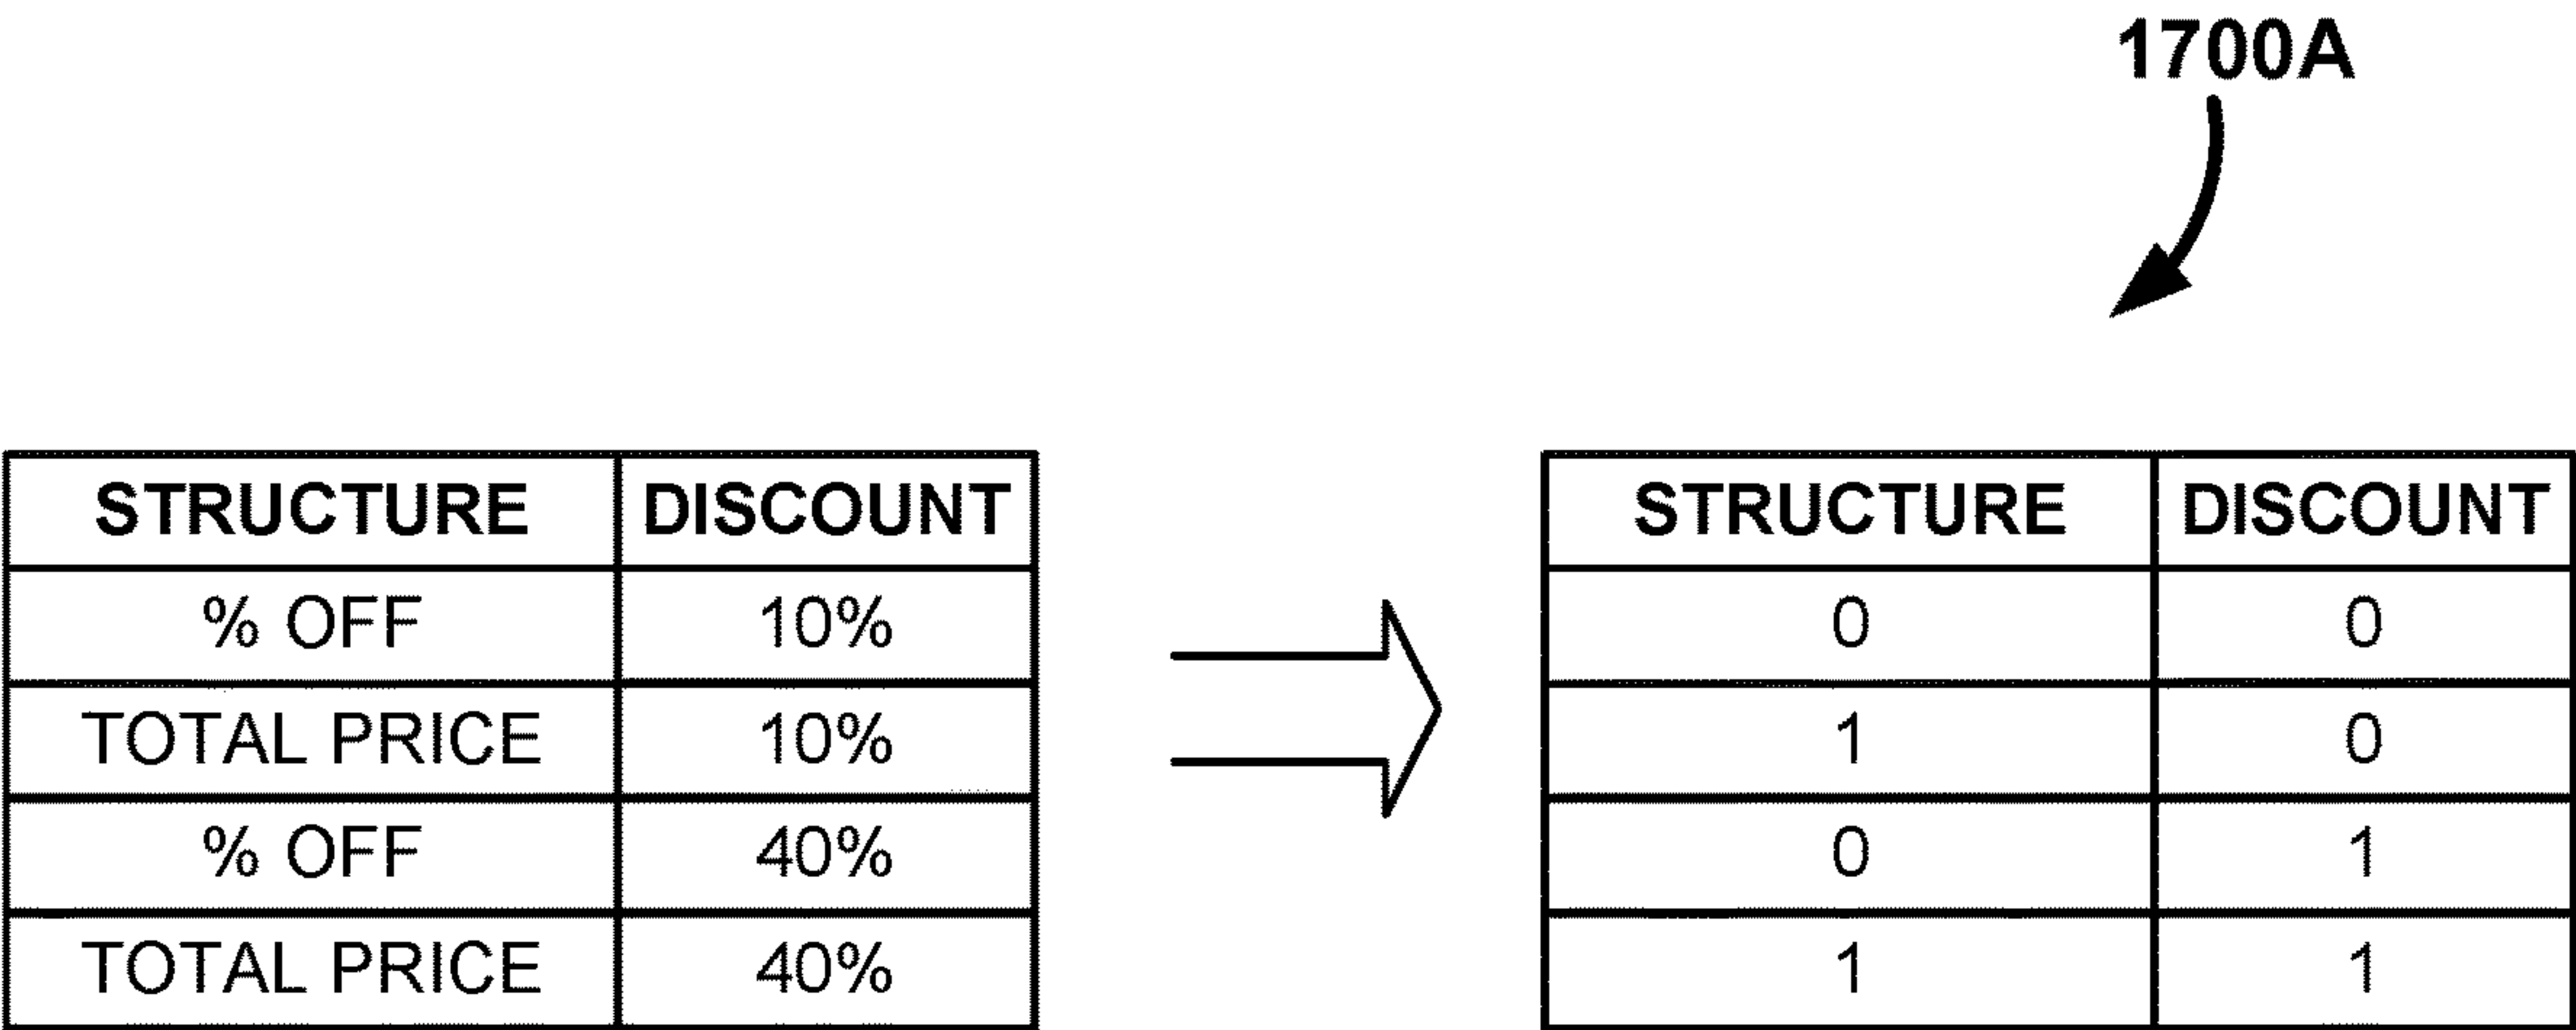 1700A
STRUCTURE DISCOUNT STRUCTURE DISCOUNT
% OFF 10% 0 0
TOTAL PRICE 10% 1 0
% OFF 40% 0 1
TOTAL PRICE 40% 1 1